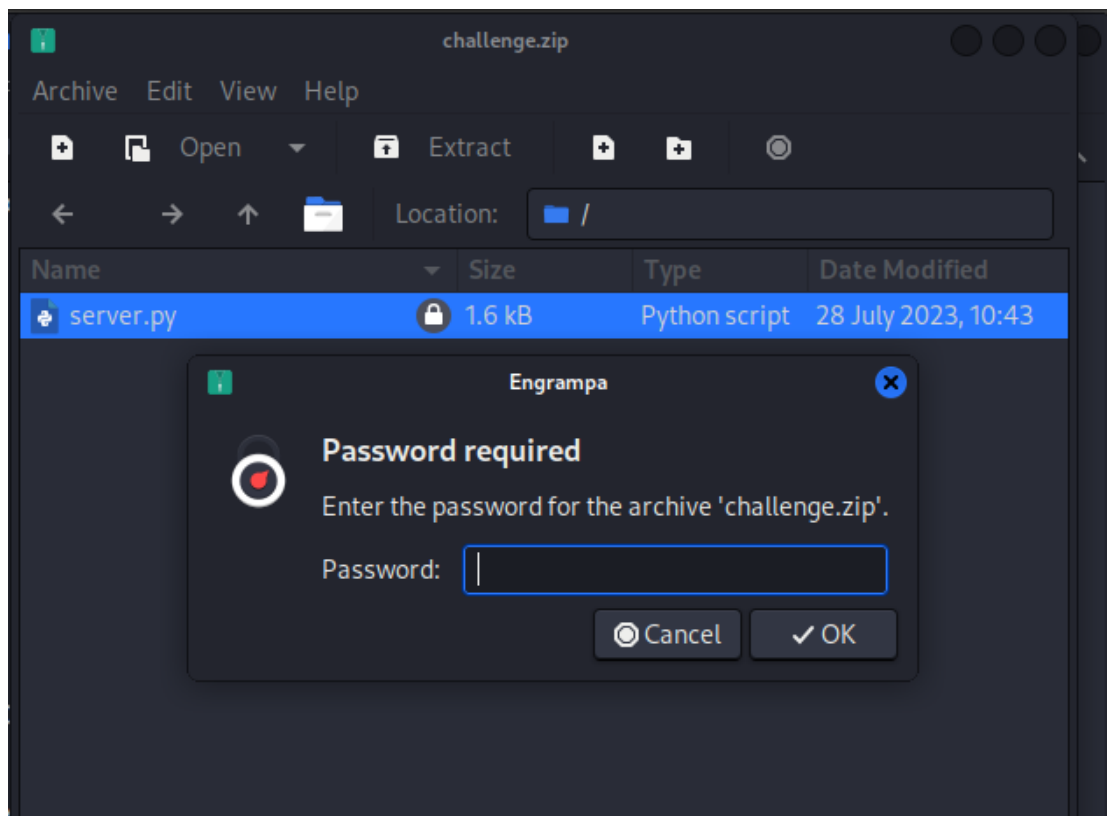 challenge.zip
Archive Edit View Help
Open Extract
Location: /
Name Size Type Date Modified
server.py 1.6 kB Python script 28 July 2023, 10:43
Engrampa
Password required
Enter the password for the archive 'challenge.zip'.
Password:
Cancel OK